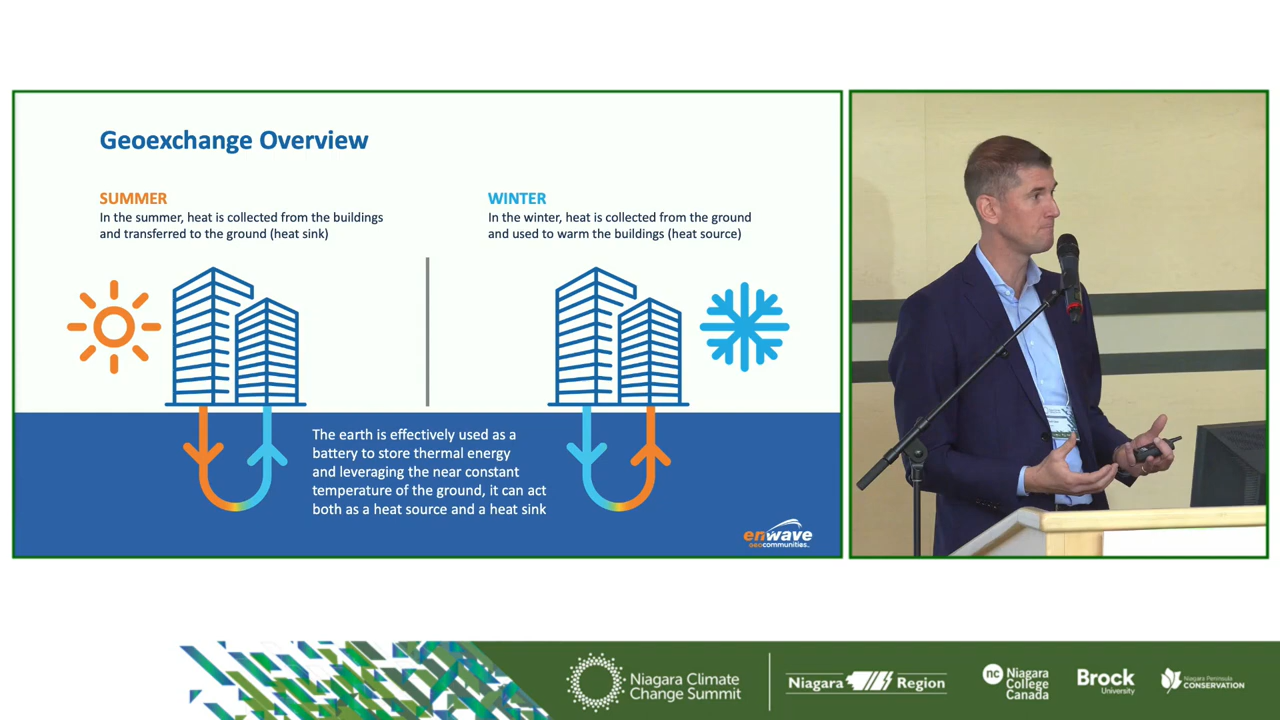 Geoexchange Overview
SUMMER
In the summer, heat is collected from the buildings
and transferred to the ground (heat sink)
WINTER
In the winter, heat is collected from the ground
and used to warm the buildings (heat source)
The earth is effectively used as a
battery to store thermal energy
and leveraging the near constant
temperature of the ground, it can act
both as a heat source and a heat sink
enwave
geocommunities
Niagara Climate
Change Summit
Niagara Region
nc
Niagara
College
Canada
Brock
University
Niagara Peninsula
CONSERVATION